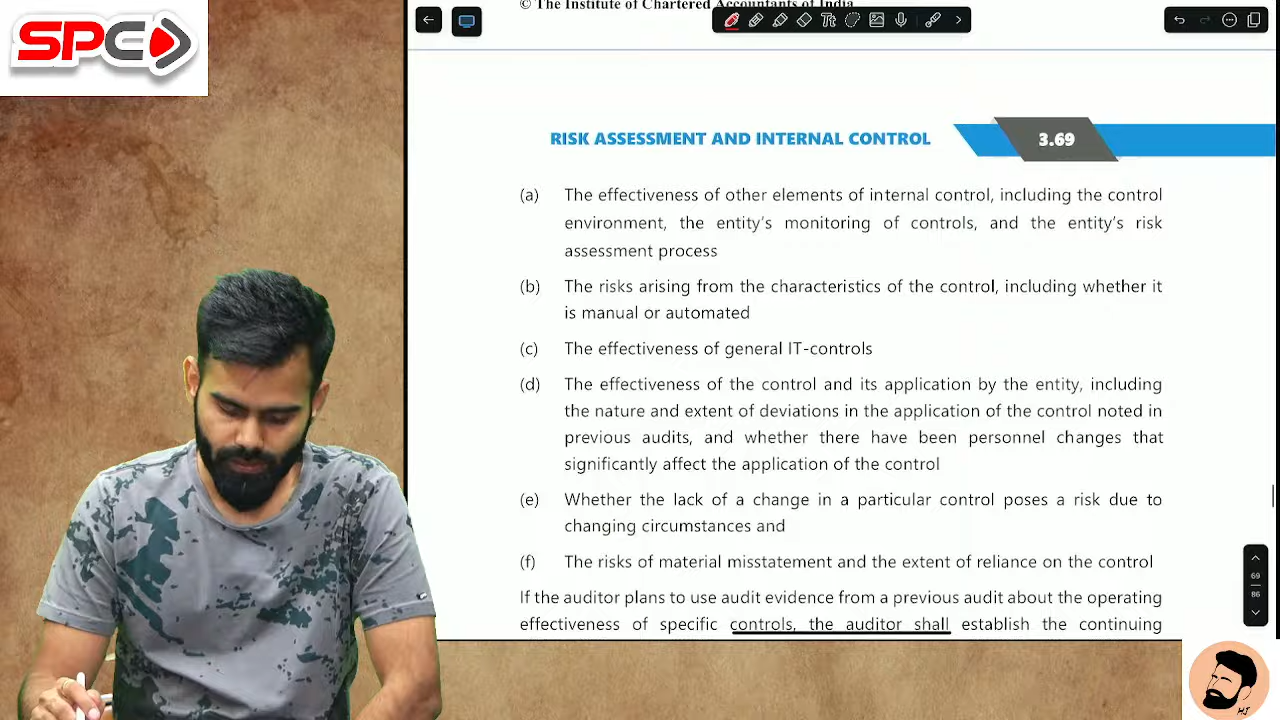 © The Institute of Chartered Accountants of India
SPC
Tt
RISK ASSESSMENT AND INTERNAL CONTROL
3.69
(a) The effectiveness of other elements of internal control, including the control
environment, the entity's monitoring of controls, and the entity's risk
assessment process
(b) The risks arising from the characteristics of the control, including whether it
is manual or automated
(c) The effectiveness of general IT-controls
(d) The effectiveness of the control and its application by the entity, including
the nature and extent of deviations in the application of the control noted in
previous audits, and whether there have been personnel changes that
significantly affect the application of the control
(e) Whether the lack of a change in a particular control poses a risk due to
changing circumstances and
(f) The risks of material misstatement and the extent of reliance on the control
69
86
If the auditor plans to use audit evidence from a previous audit about the operating
effectiveness of specific controls, the auditor shall establish the continuing
HJ